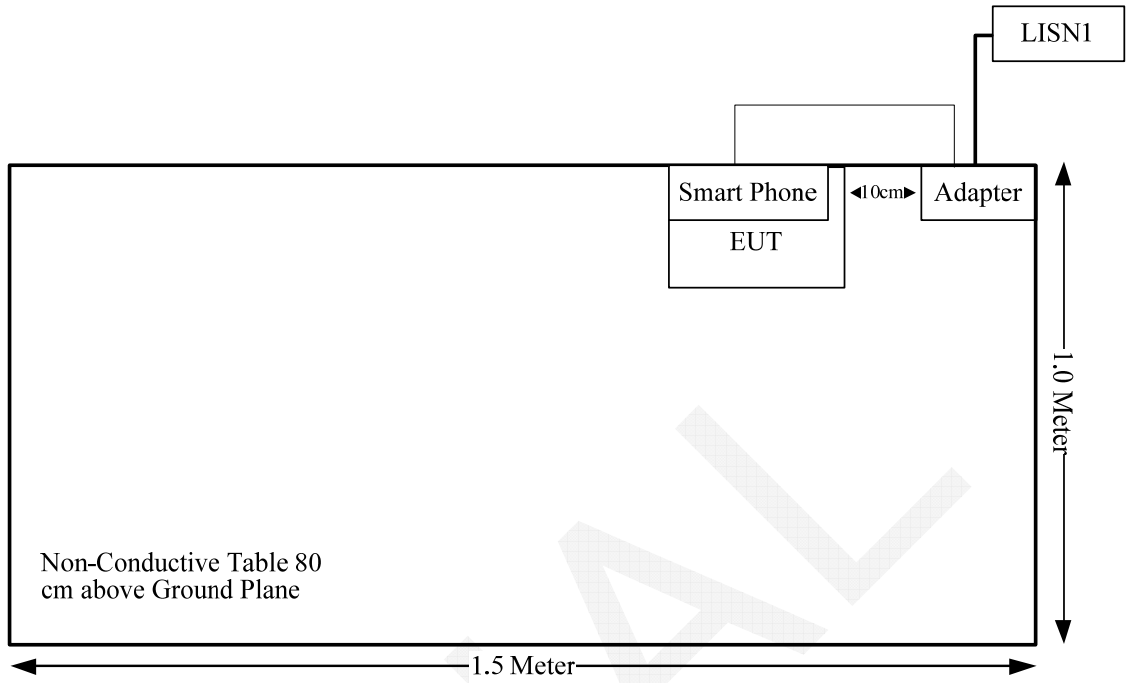 LISN1
Smart Phone
10cm
Adapter
EUT
1.0 Meter
Non-Conductive Table 80
cm above Ground Plane
1.5 Meter